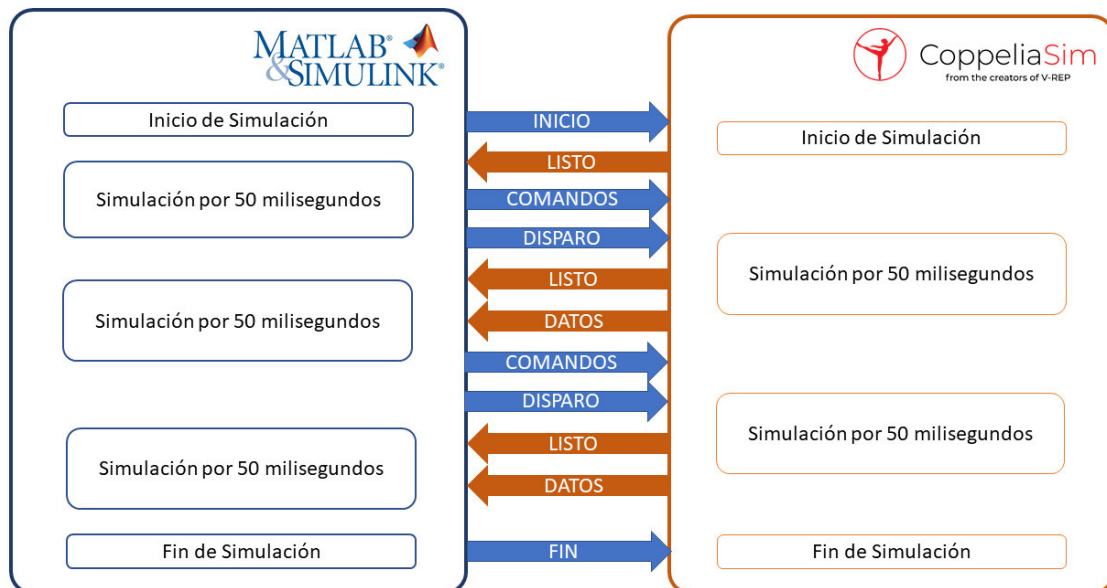 MATLAB®
&SIMULINK®
Inicio de Simulación
Simulación por 50 milisegundos
Simulación por 50 milisegundos
Simulación por 50 milisegundos
Fin de Simulación
INICIO
LISTO
COMANDOS
DISPARO
LISTO
DATOS
COMANDOS
DISPARO
LISTO
DATOS
FIN
CoppeliaSim
from the creators of V-REP
Inicio de Simulación
Simulación por 50 milisegundos
Simulación por 50 milisegundos
Fin de Simulación